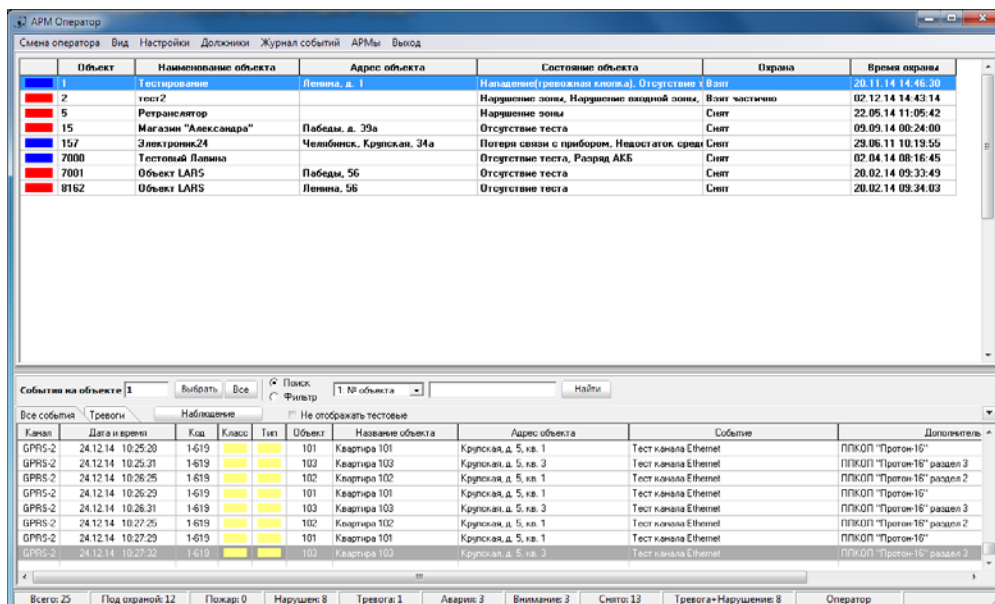 АРМ Оператор
Смена оператора Вид Настройки Должники Журнал событий АРМы Выход
Объект Наименование объекта Адрес объекта Состояние объекта Охрана Время охраны
1 Тестирование Ленина, д. 1 Нападение(тревожная кнопка), Отсутствие т Взят 20.11.14 14:46:30
2 тест2 Нарушение зоны, Нарушение входной зоны, Взят частично 02.12.14 14:43:14
5 Ретранслятор Нарушение зоны Снят 22.05.14 11:05:42
15 Магазин "Александра" Пабеды, д. 39а Отсутствие теста Снят 09.09.14 00:24:00
157 Электроник24 Челябинск, Крупская, 34а Потеря связи с прибором, Недостаток сред Снят 29.06.11 10:19:55
7000 Тестовый Лавина Отсутствие теста, Разряд АКБ Снят 02.04.14 08:16:45
7001 Объект LARS Пабеды, 56 Отсутствие теста Снят 20.02.14 09:33:49
8162 Объект LARS Ленина, 56 Отсутствие теста Снят 20.02.14 09:34:03
События на объекте 1 Выбрать Все Поиск Фильтр 1. № объекта Найти
Все события Тревоги Наблюдение Не отображать тестовые
Канал Дата и время Код Класс Тип Объект Название объекта Адрес объекта Событие Дополнитель
GPRS-2 24.12.14 10:25:28 1-619 101 Квартира 101 Крупская, д. 5, кв. 1 Тест канала Ethernet ППКОП "Протон-16"
GPRS-2 24.12.14 10:25:31 1-619 103 Квартира 103 Крупская, д. 5, кв. 3 Тест канала Ethernet ППКОП "Протон-16" раздел 3
GPRS-2 24.12.14 10:26:25 1-619 102 Квартира 102 Крупская, д. 5, кв. 1 Тест канала Ethernet ППКОП "Протон-16" раздел 2
GPRS-2 24.12.14 10:26:29 1-619 101 Квартира 101 Крупская, д. 5, кв. 1 Тест канала Ethernet ППКОП "Протон-16"
GPRS-2 24.12.14 10:26:31 1-619 103 Квартира 103 Крупская, д. 5, кв. 3 Тест канала Ethernet ППКОП "Протон-16" раздел 3
GPRS-2 24.12.14 10:27:25 1-619 102 Квартира 102 Крупская, д. 5, кв. 1 Тест канала Ethernet ППКОП "Протон-16" раздел 2
GPRS-2 24.12.14 10:27:29 1-619 101 Квартира 101 Крупская, д. 5, кв. 1 Тест канала Ethernet ППКОП "Протон-16"
GPRS-2 24.12.14 10:27:32 1-619 103 Квартира 103 Крупская, д. 5, кв. 3 Тест канала Ethernet ППКОП "Протон-16" раздел 3
Всего: 25 Под охраной: 12 Пожар: 0 Нарушен: 8 Тревога: 1 Авария: 3 Внимание: 3 Снято: 13 Тревога+Нарушение: 8 Оператор